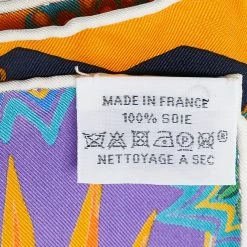 MADE IN FRANCE
100% SOIE
NETTOYAGE A SEC